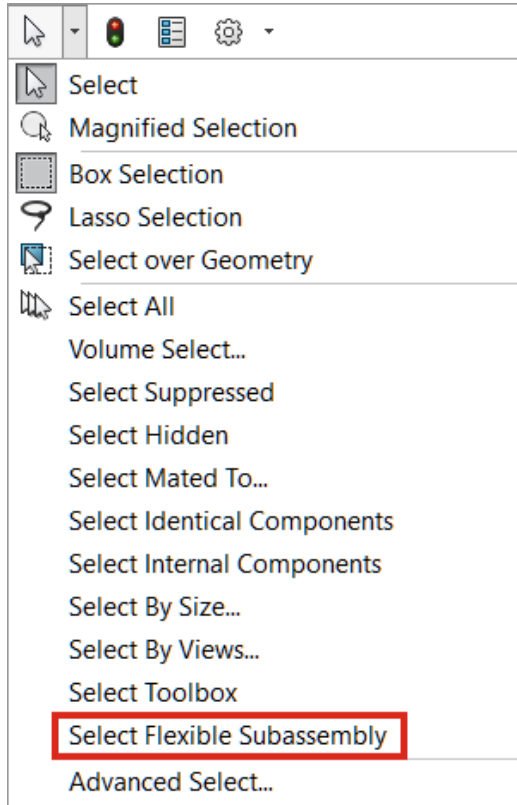 Select
Magnified Selection
Box Selection
Lasso Selection
Select over Geometry
Select All
Volume Select...
Select Suppressed
Select Hidden
Select Mated To...
Select Identical Components
Select Internal Components
Select By Size...
Select By Views...
Select Toolbox
Select Flexible Subassembly
Advanced Select...